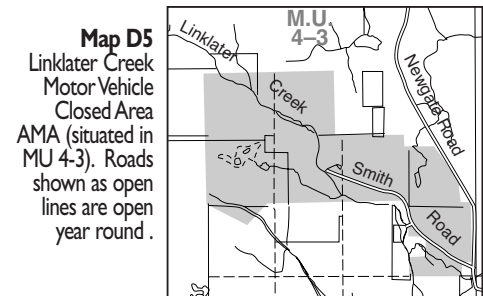 Map D5
Linklater Creek
Motor Vehicle
Closed Area
AMA (situated in
MU 4-3). Roads
shown as open
lines are open
year round .
M.U.
4–3
Linklater
Creek
Newgate Road
Smith
Road